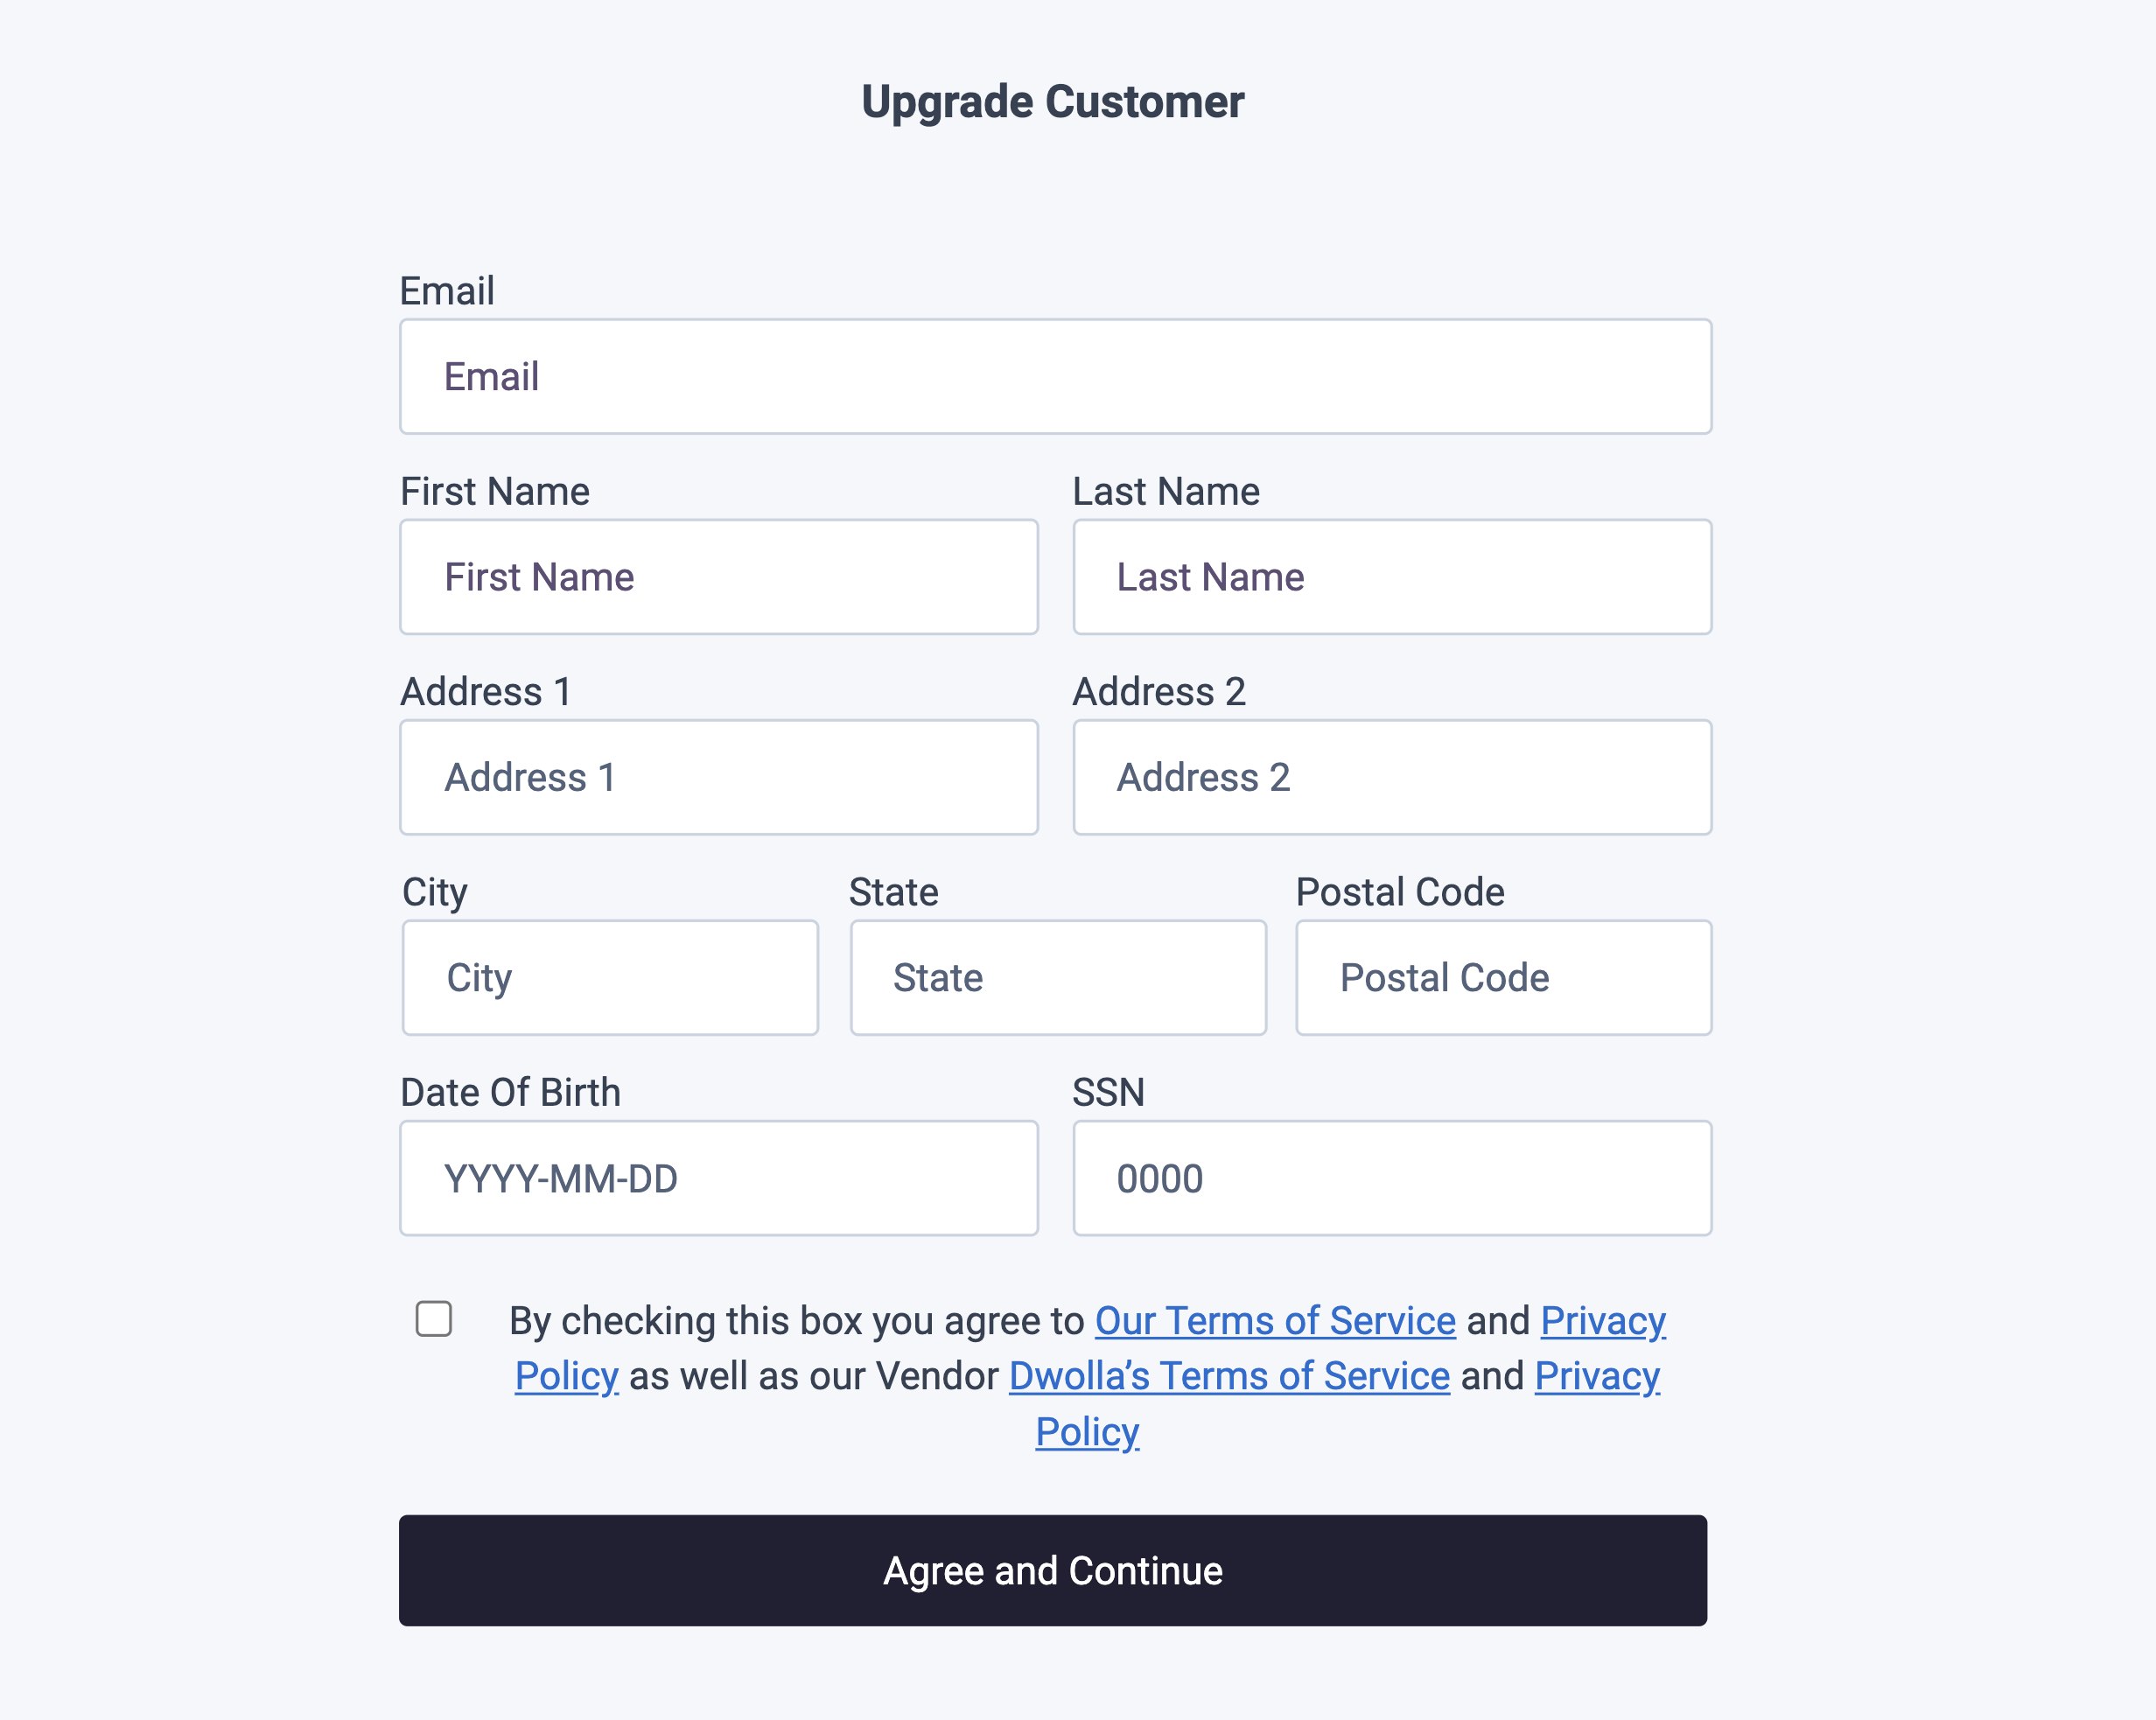 Upgrade Customer
Email
Email
First Name
Last Name
First Name
Last Name
Address 1
Address 2
Address 1
Address 2
City
State
Postal Code
City
State
Postal Code
Date Of Birth
SSN
YYYY-MM-DD
0000
By checking this box you agree to Our Terms of Service and Privacy
Policy as well as our Vendor Dwolla’s Terms of Service and Privacy
Policy
Agree and Continue